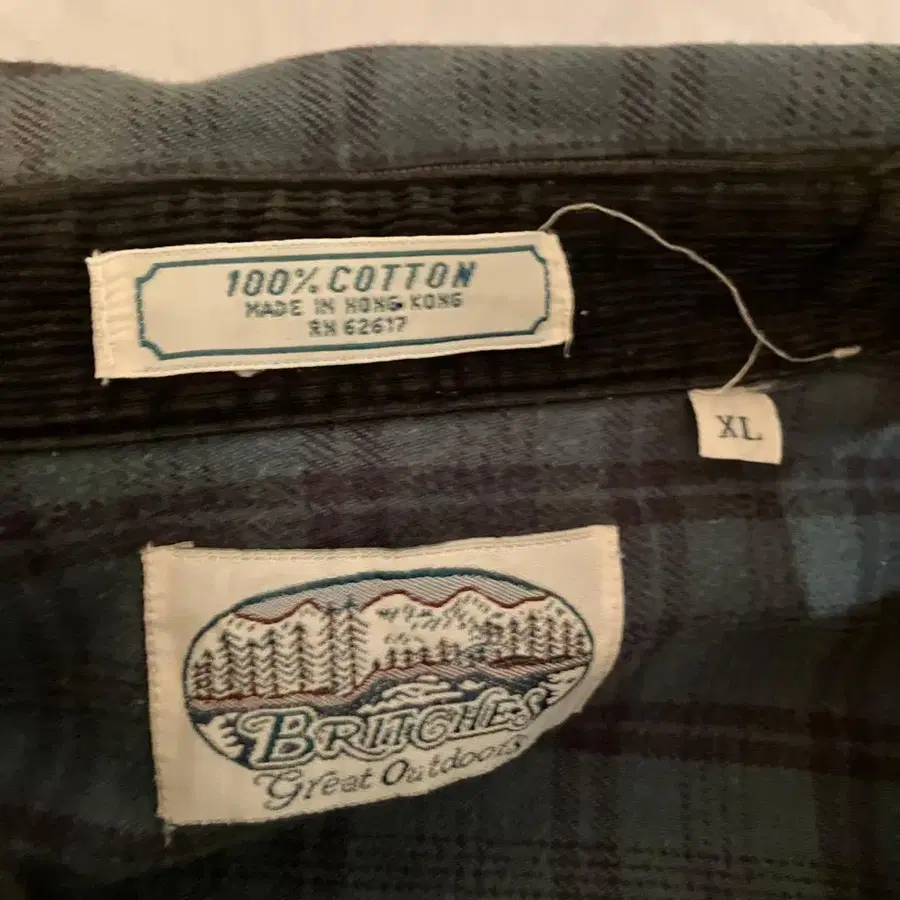 100% COTTON
MADE IN HONG KONG
RN 62617
XL
BRITCHES
Great Outdoors